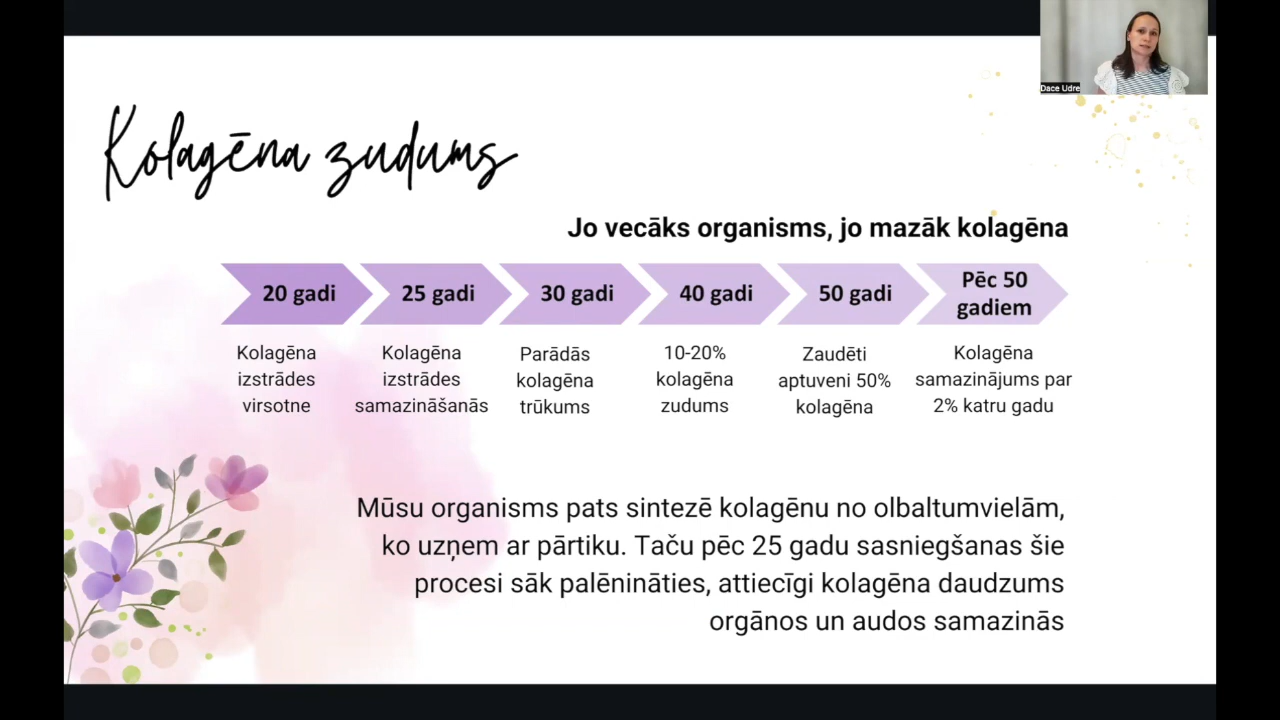 Dace Udre
Kolagēna zudums
Jo vecāks organisms, jo mazāk kolagēna
20 gadi
25 gadi
30 gadi
40 gadi
50 gadi
Pēc 50
gadiem
Kolagēna
izstrādes
virsotne
Kolagēna
izstrādes
samazināšanās
Parādās
kolagēna
trūkums
10-20%
kolagēna
zudums
Zaudēti
aptuveni 50%
kolagēna
Kolagēna
samazinājums par
2% katru gadu
Mūsu organisms pats sintezē kolagēnu no olbaltumvielām,
ko uzņem ar pārtiku. Taču pēc 25 gadu sasniegšanas šie
procesi sāk palēnināties, attiecīgi kolagēna daudzums
orgānos un audos samazinās